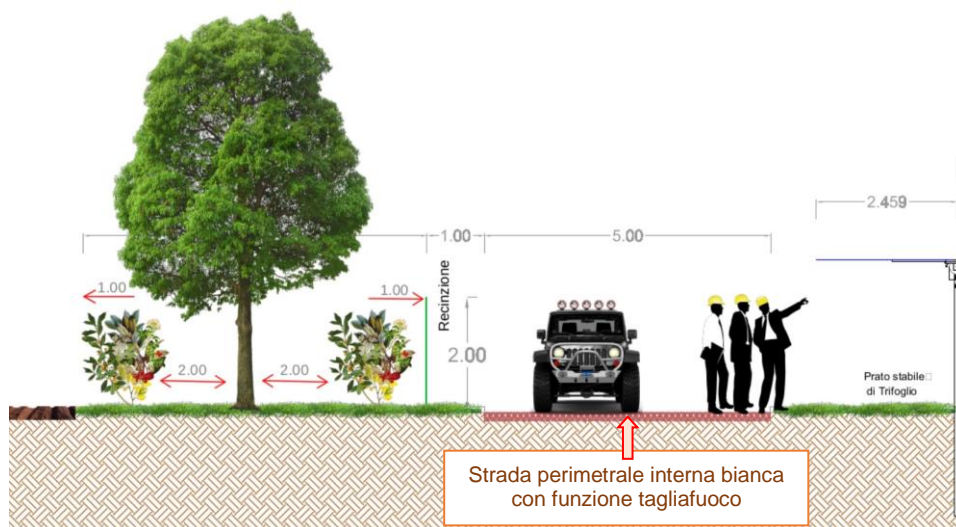 2.459
1.00
5.00
1.00
1.00
Recinzione
2.00
2.00
2.00
Prato stabile
di Trifoglio
Strada perimetrale interna bianca
con funzione tagliafuoco